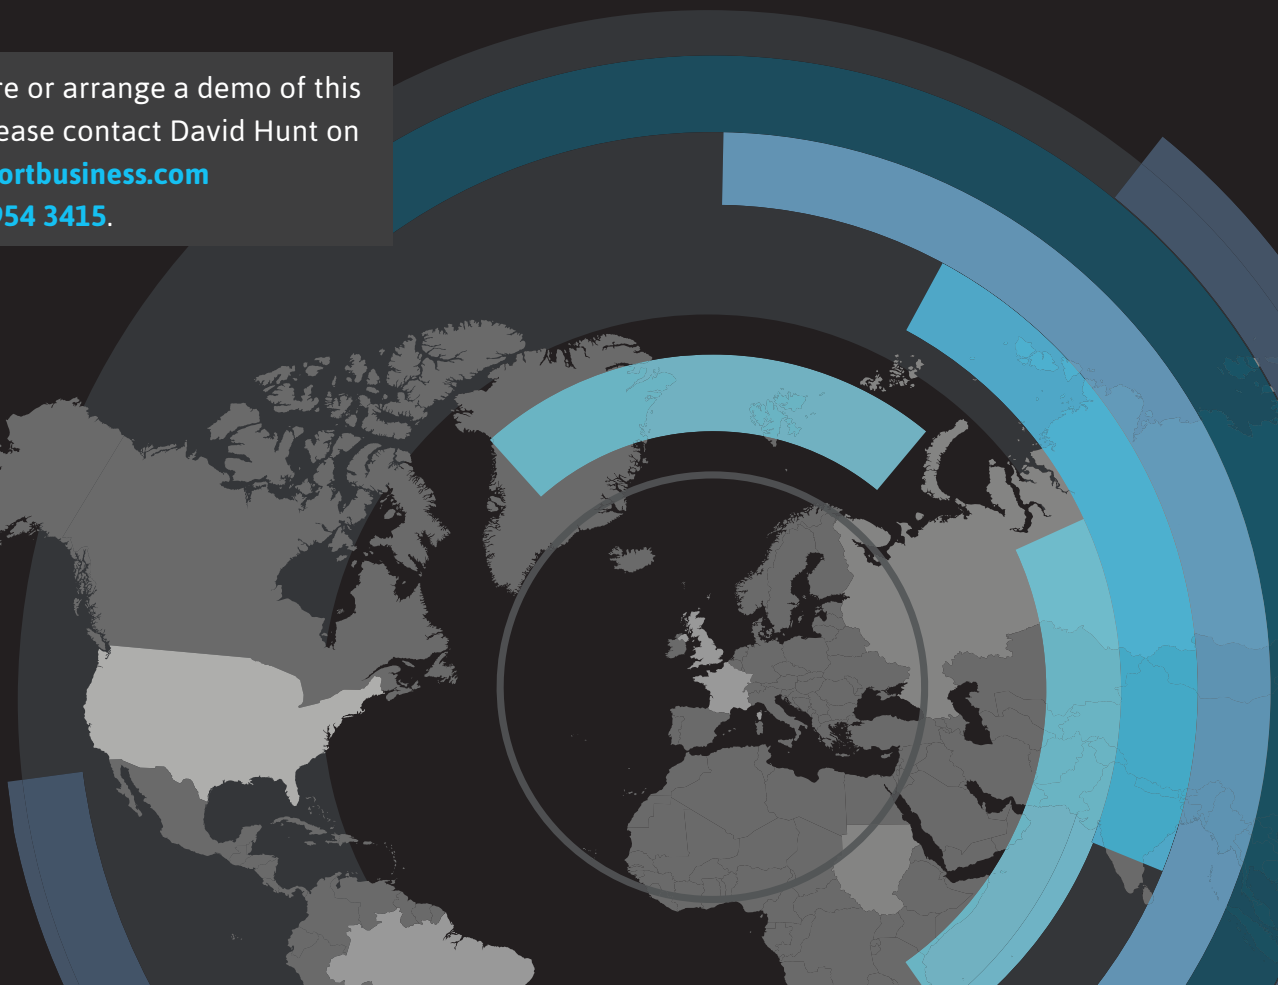 re or arrange a demo of this
ease contact David Hunt on
ortbusiness.com
954 3415.